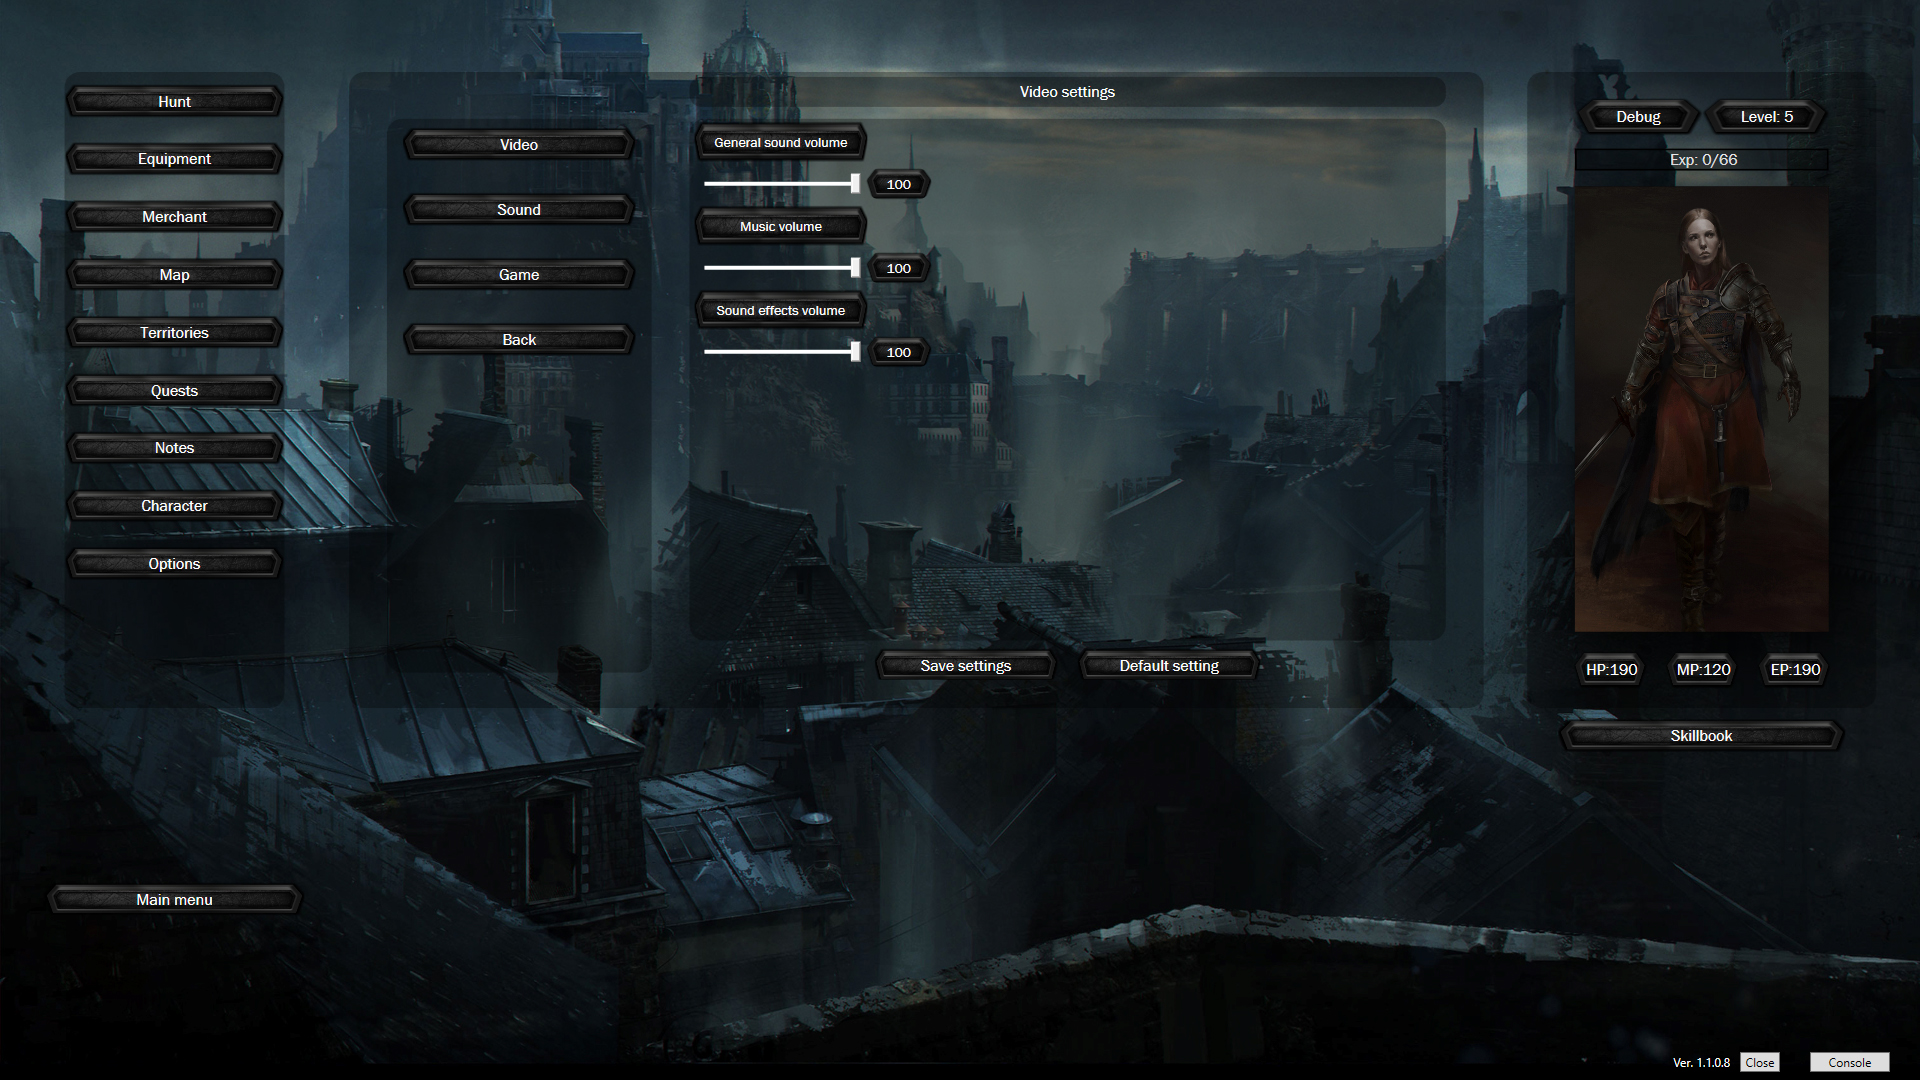 Hunt
Equipment
Merchant
Map
Territories
Quests
Notes
Character
Options
Main menu
Video settings
Video
Sound
Game
Back
General sound volume
100
Music volume
100
Sound effects volume
100
Save settings
Default setting
Debug
Level: 5
Exp: 0/66
HP:190
MP:120
EP:190
Skillbook
Ver. 1.1.0.8
Close
Console